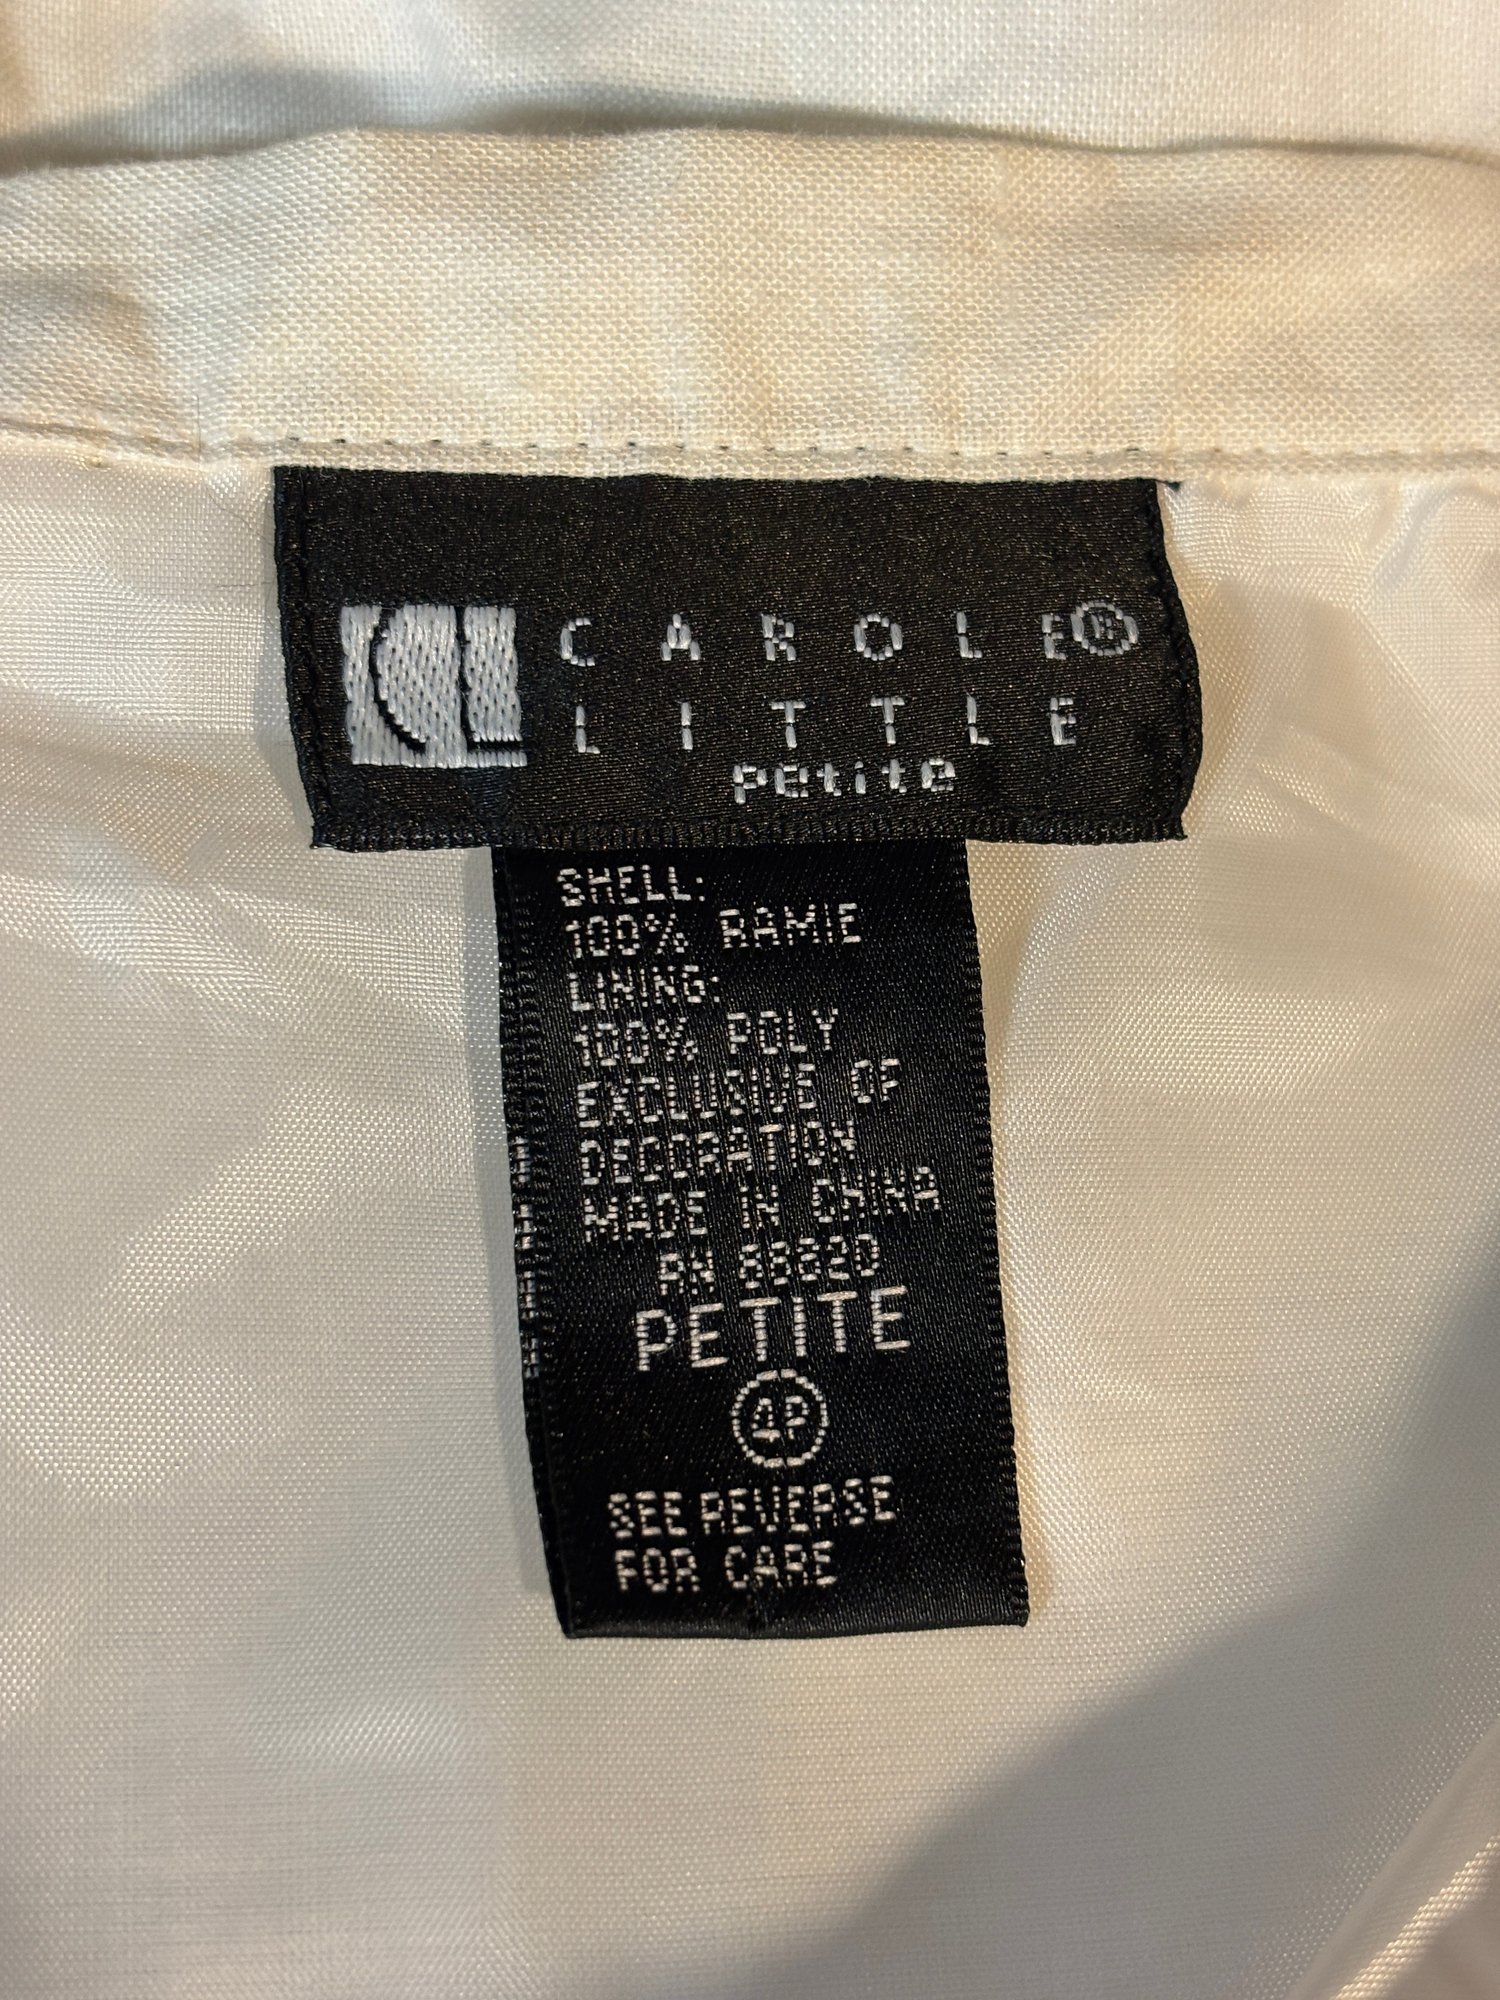 CL CAROLE®
LITTLE
petite
SHELL:
100% RAMIE
LINING:
100% POLY
EXCLUSIVE OF
DECORATION
MADE IN CHINA
PETITE
4P
SEE REVERSE
FOR CARE